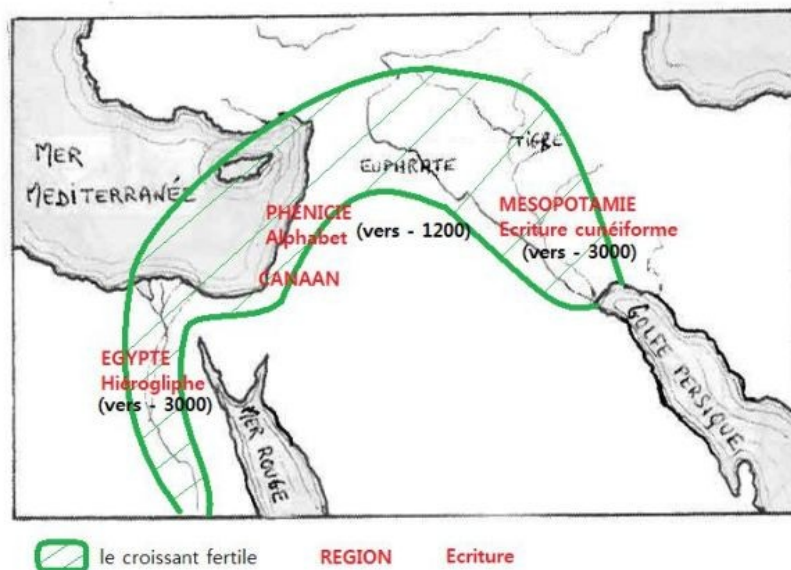 MER
MEDITERRANÉE
TIGRE
EUPHRATE
MESOPOTAMIE
PHENICIE
Ecriture cunéiforme
Alphabet
(vers - 1200)
(vers - 3000)
CANAAN
GOLFE PERSIQUE
EGYPTE
Hiérogliphe
(vers - 3000)
MER ROUGE
le croissant fertile
REGION
Ecriture